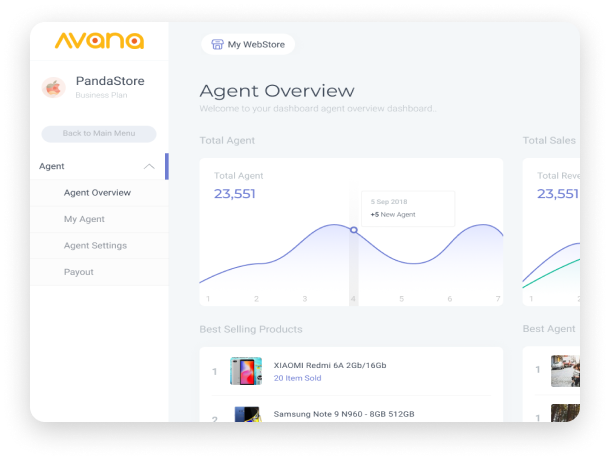 AVANA
My WebStore
PandaStore
Business Plan
Agent Overview
Welcome to your dashboard agent overview dashboard..
Back to Main Menu
Total Agent
Total Sales
Agent
Agent Overview
My Agent
Agent Settings
Payout
Total Agent
23,551
5 Sep 2018
+5 New Agent
1 2 3 4 5 6 7
Total Reve
23,551
1
Best Selling Products
Best Agent
1
XIAOMI Redmi 6A 2Gb/16Gb
20 Item Sold
2
Samsung Note 9 N960 - 8GB 512GB
1
1